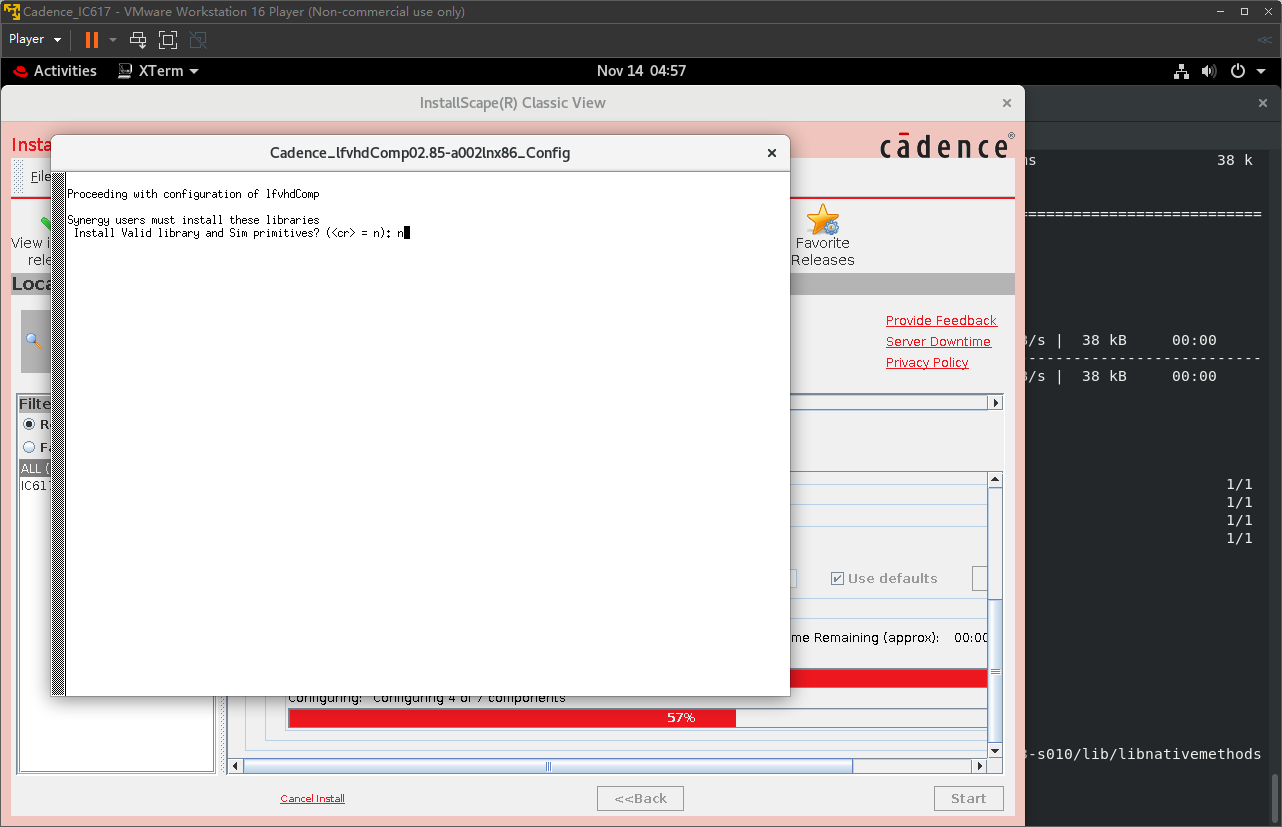 Cadence_IC617 - VMware Workstation 16 Player (Non-commercial use only)
Player
Activities
XTerm
Nov 14 04:57
InstallScape(R) Classic View
Insta
cādence®
Cadence_lfvhdComp02.85-a002lnx86_Config
File
Proceeding with configuration of lfvhdComp
Synergy users must install these libraries
Install Valid library and Sim primitives? (<cr> = n): n
View i
rele
Favorite
Releases
Loca
Provide Feedback
Server Downtime
Privacy Policy
Filte
R
Fa
ALL (
IC617
Use defaults
me Remaining (approx): 00:00
Configuring: Configuring 4 of 7 components
57%
Cancel Install
<<Back
Start
ns 38 k
==========================
B/s | 38 kB 00:00
--------------------------
B/s | 38 kB 00:00
1/1
1/1
1/1
1/1
-s010/lib/libnativemethods